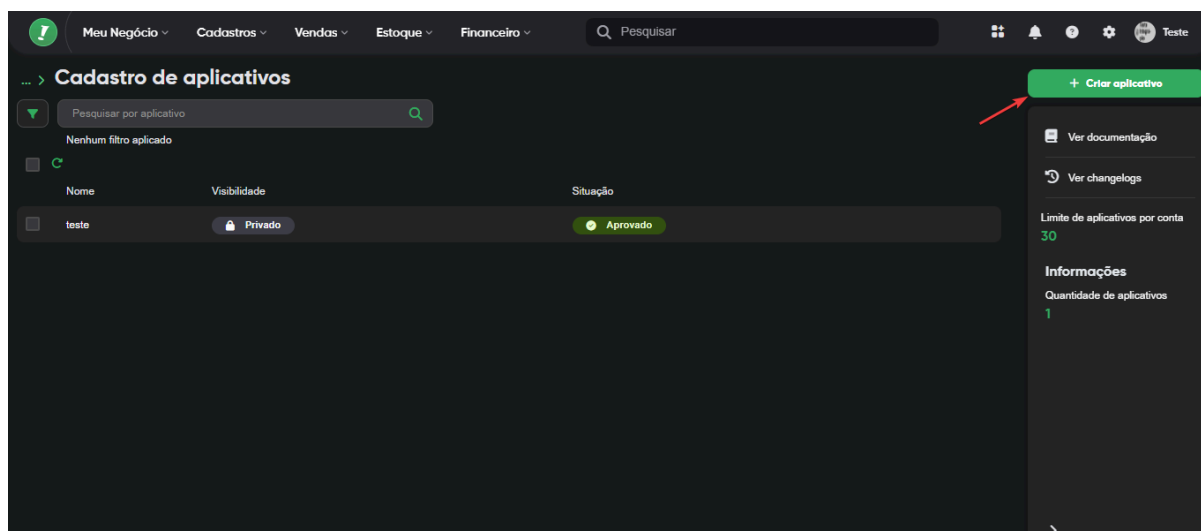 Meu Negócio Cadastros Vendas Estoque Financeiro Pesquisar Teste
... > Cadastro de aplicativos
+ Criar aplicativo
Pesquisar por aplicativo
Nenhum filtro aplicado
Ver documentação
Ver changelogs
Nome Visibilidade Situação
teste Privado Aprovado
Limite de aplicativos por conta
30
Informações
Quantidade de aplicativos
1